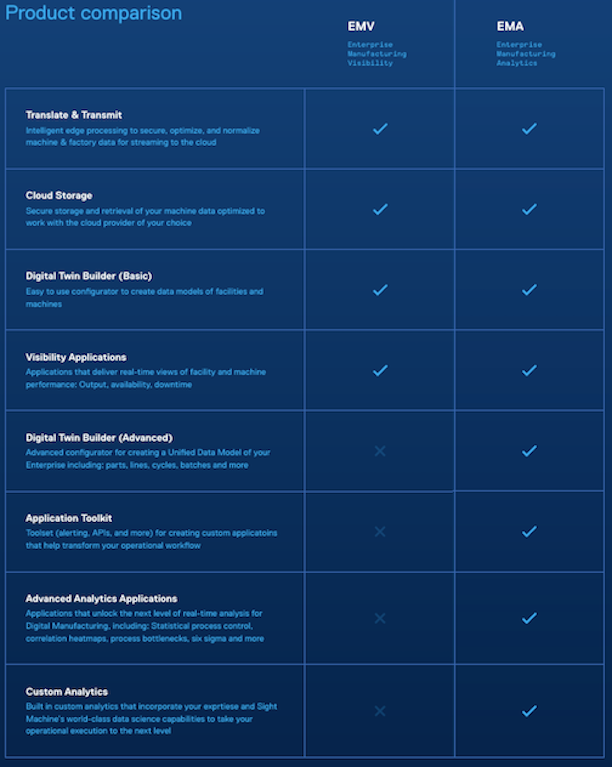 Product comparison
EMV
Enterprise
Manufacturing
Visibility
EMA
Enterprise
Manufacturing
Analytics
Translate & Transmit
Intelligent edge processing to secure, optimize, and normalize
machine & factory data for streaming to the cloud
Cloud Storage
Secure storage and retrieval of your machine data optimized to
work with the cloud provider of your choice
Digital Twin Builder (Basic)
Easy to use configurator to create data models of facilities and
machines
Visibility Applications
Applications that deliver real-time views of facility and machine
performance: Output, availability, downtime
Digital Twin Builder (Advanced)
Advanced configurator for creating a Unified Data Model of your
Enterprise including: parts, lines, cycles, batches and more
Application Toolkit
Toolset (alerting, APIs, and more) for creating custom applicatoins
that help transform your operational workflow
Advanced Analytics Applications
Applications that unlock the next level of real-time analysis for
Digital Manufacturing, including: Statistical process control,
correlation heatmaps, process bottlenecks, six sigma and more
Custom Analytics
Built in custom analytics that incorporate your exprtiese and Sight
Machine's world-class data science capabilities to take your
operational execution to the next level